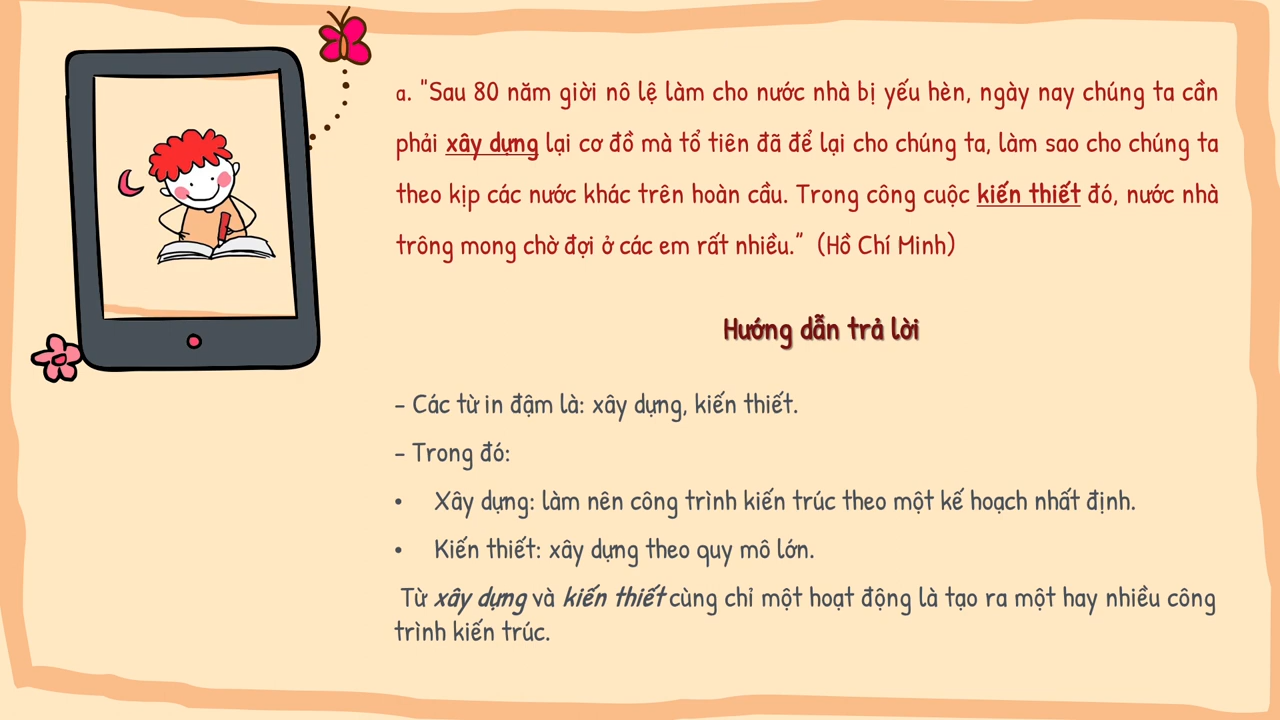 a. "Sau 80 năm giời nô lệ làm cho nước nhà bị yếu hèn, ngày nay chúng ta cần
phải xây dựng lại cơ đồ mà tổ tiên đã để lại cho chúng ta, làm sao cho chúng ta
theo kịp các nước khác trên hoàn cầu. Trong công cuộc kiến thiết đó, nước nhà
trông mong chờ đợi ở các em rất nhiều.” (Hồ Chí Minh)
Hướng dẫn trả lời
– Các từ in đậm là: xây dựng, kiến thiết.
– Trong đó:
• Xây dựng: làm nên công trình kiến trúc theo một kế hoạch nhất định.
• Kiến thiết: xây dựng theo quy mô lớn.
Từ xây dựng và kiến thiết cùng chỉ một hoạt động là tạo ra một hay nhiều công
trình kiến trúc.